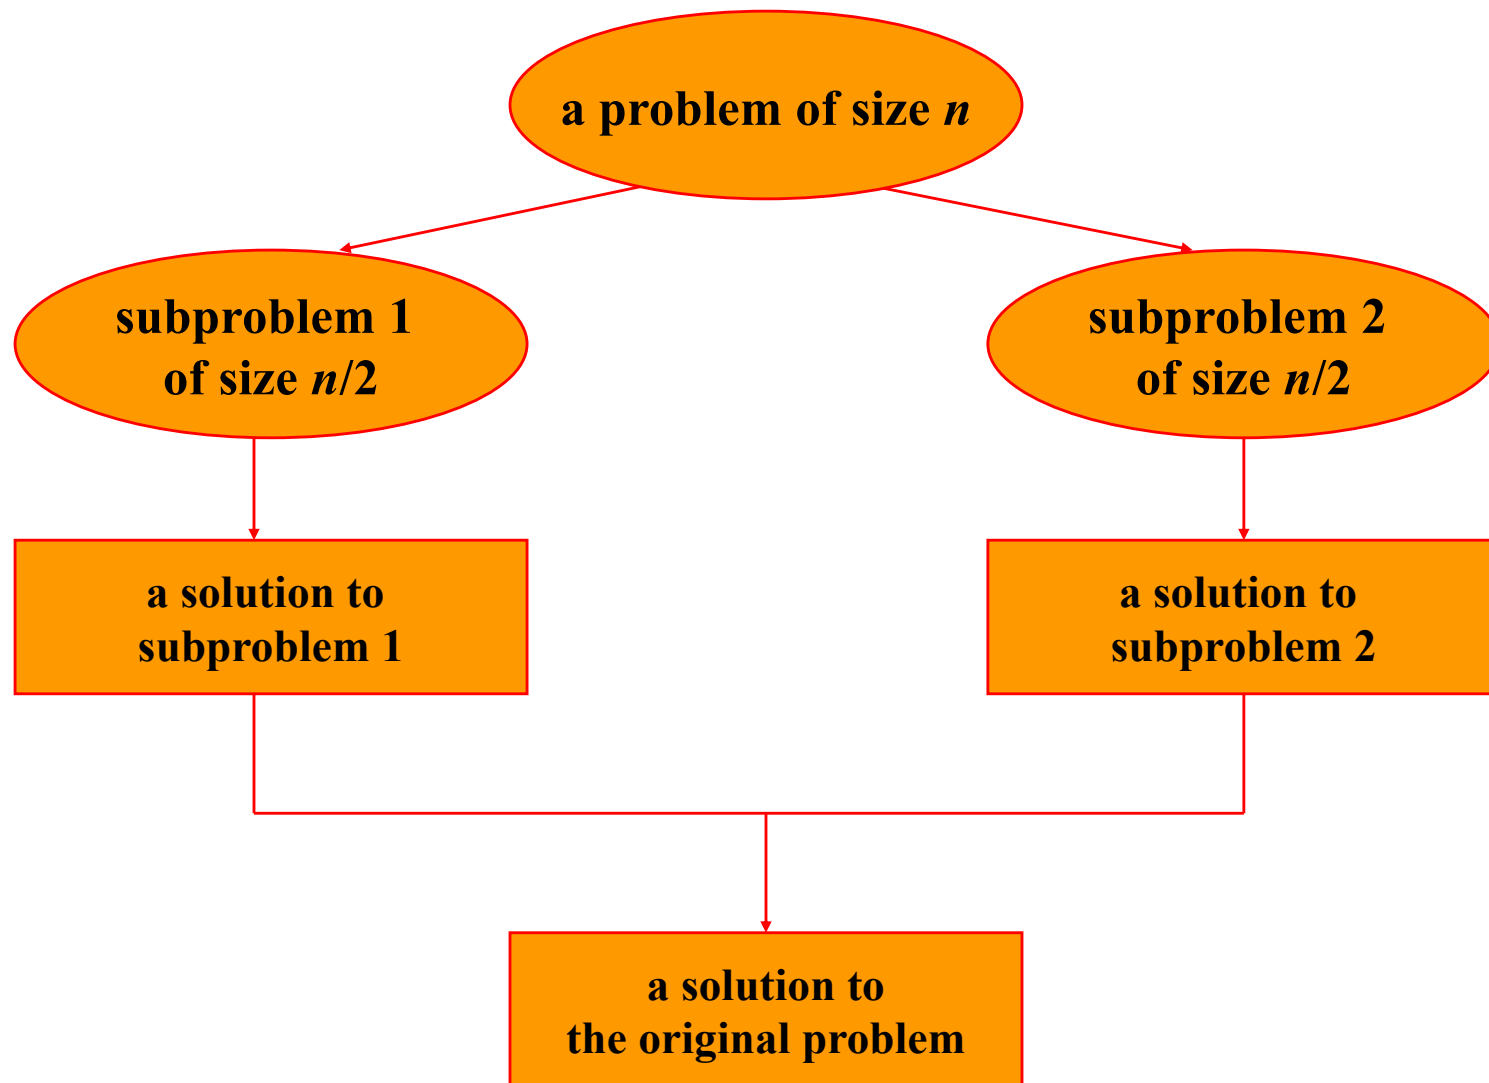 a problem of size n
subproblem 1
of size n/2
subproblem 2
of size n/2
a solution to
subproblem 1
a solution to
subproblem 2
a solution to
the original problem